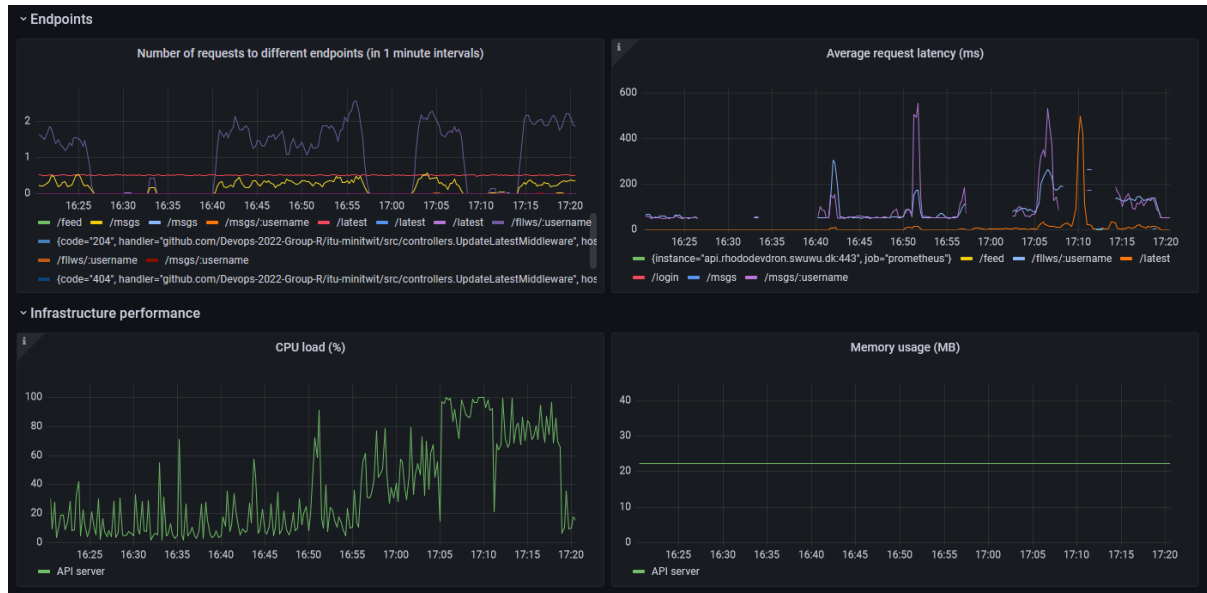 Endpoints
Number of requests to different endpoints (in 1 minute intervals)
2
1
0
16:25 16:30 16:35 16:40 16:45 16:50 16:55 17:00 17:05 17:10 17:15 17:20
/feed /msgs /msgs /msgs/:username /latest /latest /latest /fllws/:username
{code="204", handler="github.com/Devops-2022-Group-R/itu-minitwit/src/controllers.UpdateLatestMiddleware", hos
/fllws/:username /msgs/:username
{code="404", handler="github.com/Devops-2022-Group-R/itu-minitwit/src/controllers.UpdateLatestMiddleware", hos
i
Average request latency (ms)
600
400
200
0
16:25 16:30 16:35 16:40 16:45 16:50 16:55 17:00 17:05 17:10 17:15 17:20
{instance="api.rhododevdron.swuwu.dk:443", job="prometheus"} /feed /fllws/:username /latest
/login /msgs /msgs/:username
Infrastructure performance
i
CPU load (%)
100
80
60
40
20
0
16:25 16:30 16:35 16:40 16:45 16:50 16:55 17:00 17:05 17:10 17:15 17:20
API server
Memory usage (MB)
40
30
20
10
0
16:25 16:30 16:35 16:40 16:45 16:50 16:55 17:00 17:05 17:10 17:15 17:20
API server